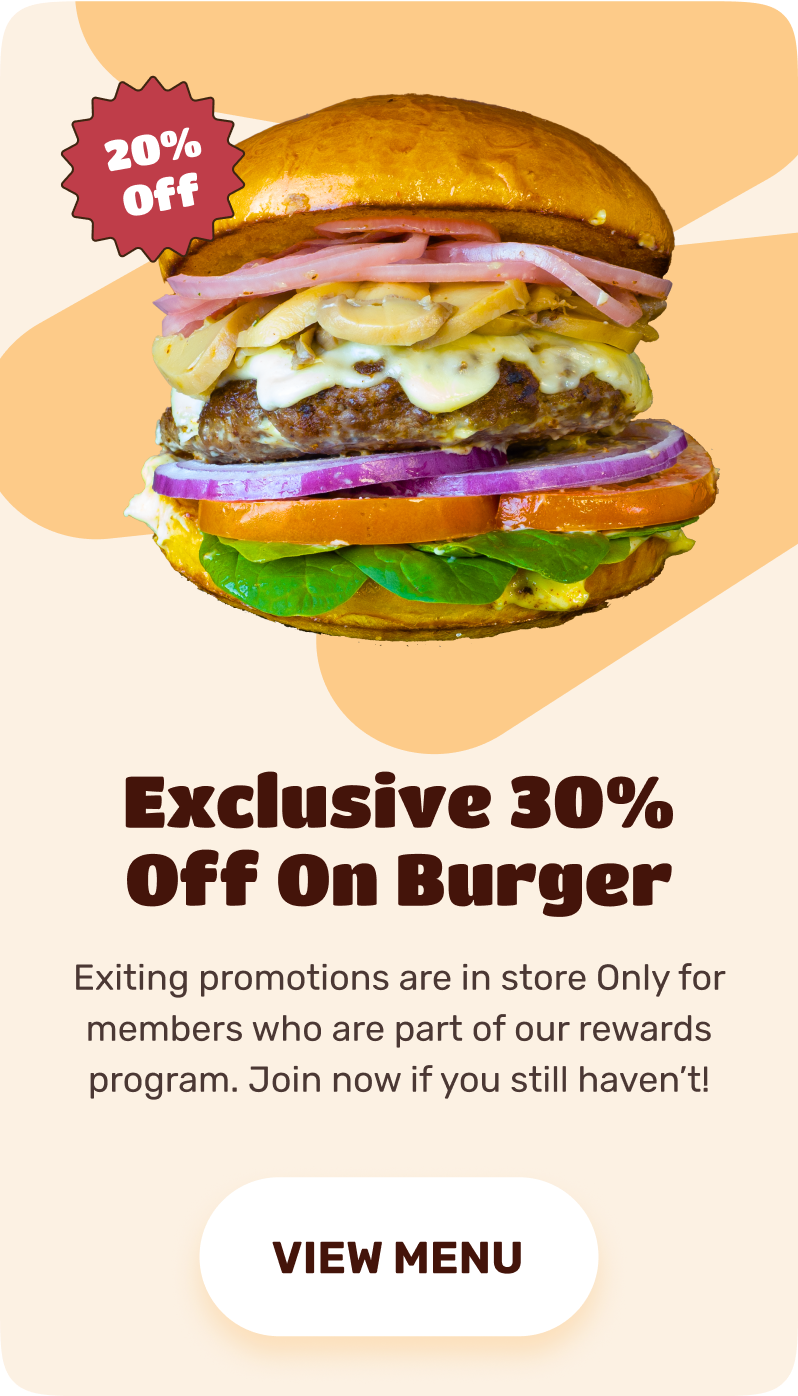 20%
Off
Exclusive 30%
Off On Burger
Exiting promotions are in store Only for
members who are part of our rewards
program. Join now if you still haven’t!
VIEW MENU